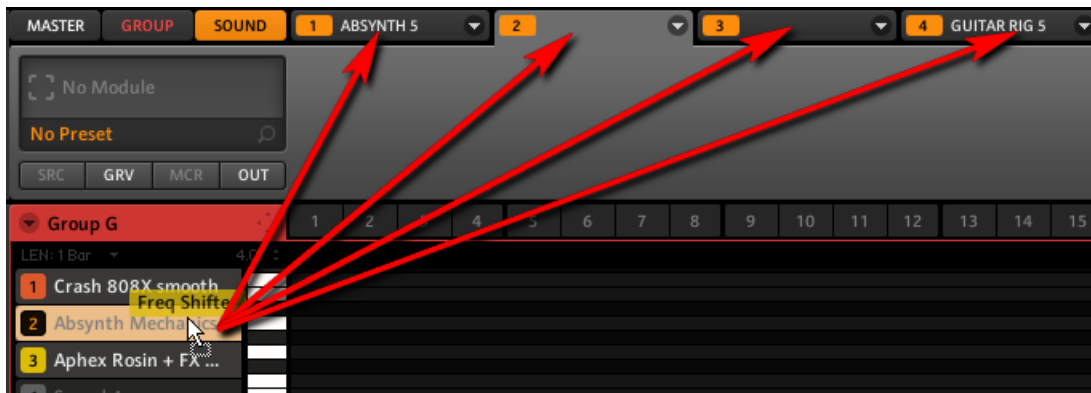 MASTER GROUP SOUND 1 ABSYNTH 5 2 3 4 GUITAR RIG 5
No Module
No Preset
SRC GRV MCR OUT
Group G 1 2 3 4 5 6 7 8 9 10 11 12 13 14 15
LEN: 1 Bar
1 Crash 808X smooth
Freq Shifte
2 Absynth Mechanics
3 Aphex Rosin + FX ...